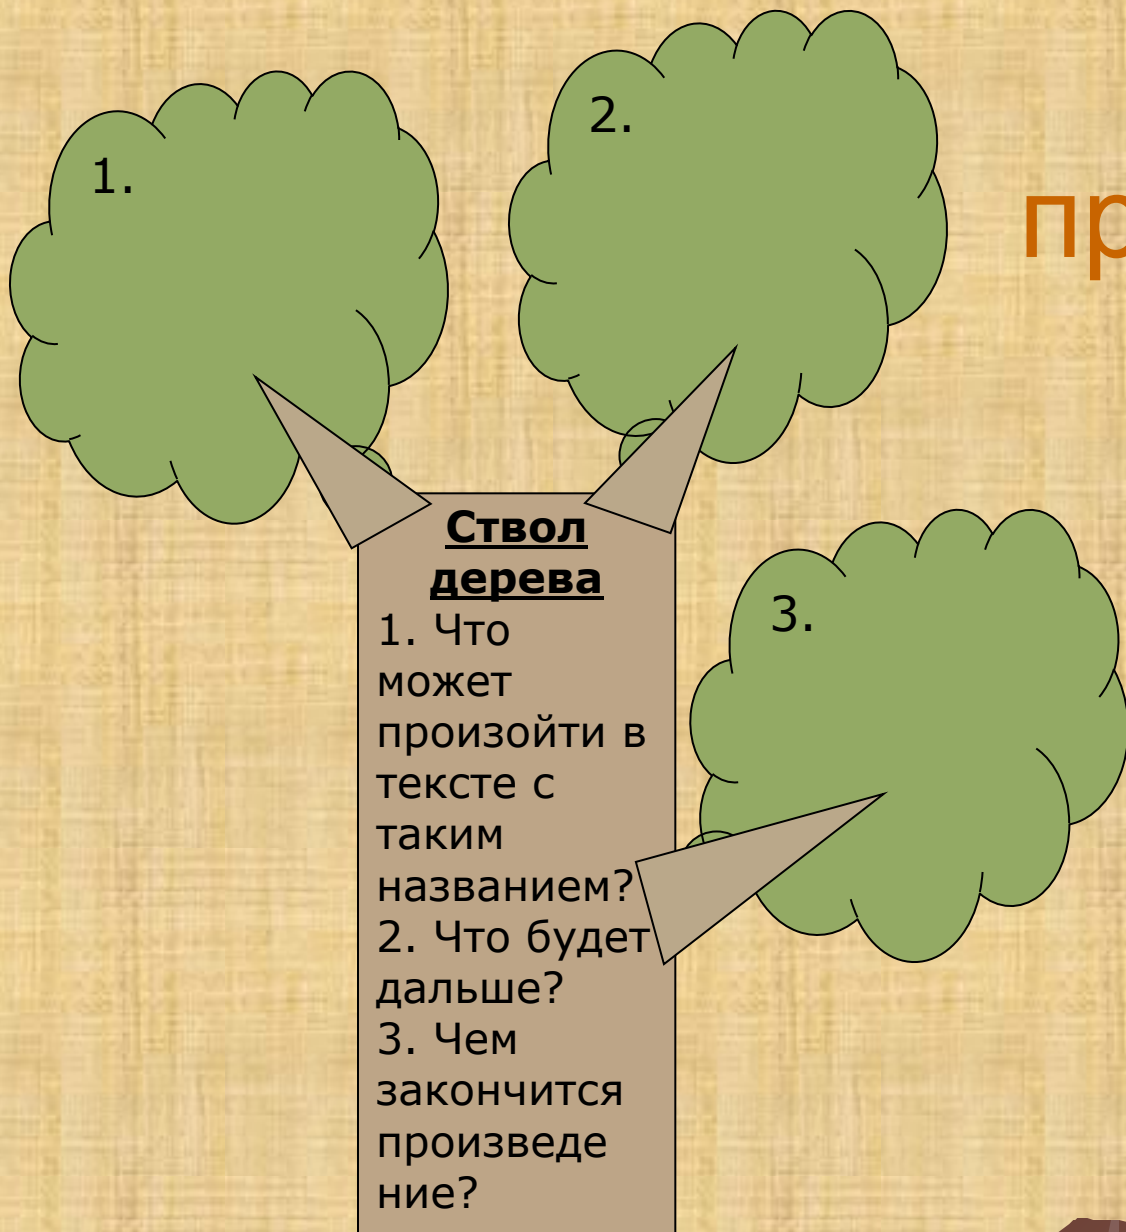 1.
2.
пр
3.
Ствол
дерева
1. Что
может
произойти в
тексте с
таким
названием?
2. Что будет
дальше?
3. Чем
закончится
произведе
ние?